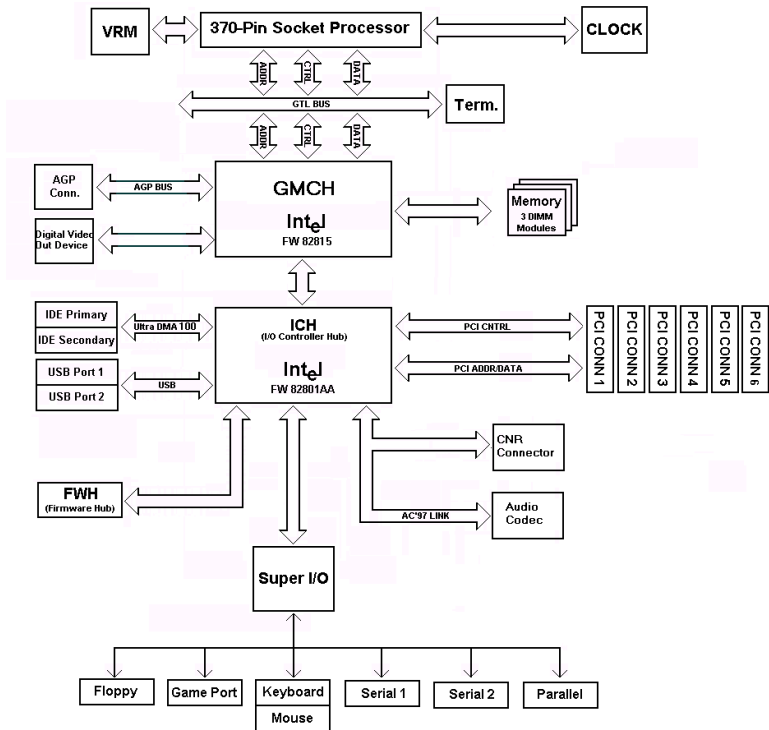 VRM
370-Pin Socket Processor
CLOCK
ADDR
CTRL
DATA
GTL BUS
Term.
ADDR
CTRL
DATA
AGP
Conn.
AGP BUS
GMCH
Intel
FW 82815
Memory
3 DIMM
Modules
Digital Video
Out Device
IDE Primary
IDE Secondary
Ultra DMA 100
ICH
(I/O Controller Hub)
Intel
FW 82801AA
PCI CNTRL
PCI ADDR/DATA
PCI CONN 1
PCI CONN 2
PCI CONN 3
PCI CONN 4
PCI CONN 5
PCI CONN 6
USB Port 1
USB Port 2
USB
CNR
Connector
FWH
(Firmware Hub)
AC'97 LINK
Audio
Codec
Super I/O
Floppy
Game Port
Keyboard
Mouse
Serial 1
Serial 2
Parallel